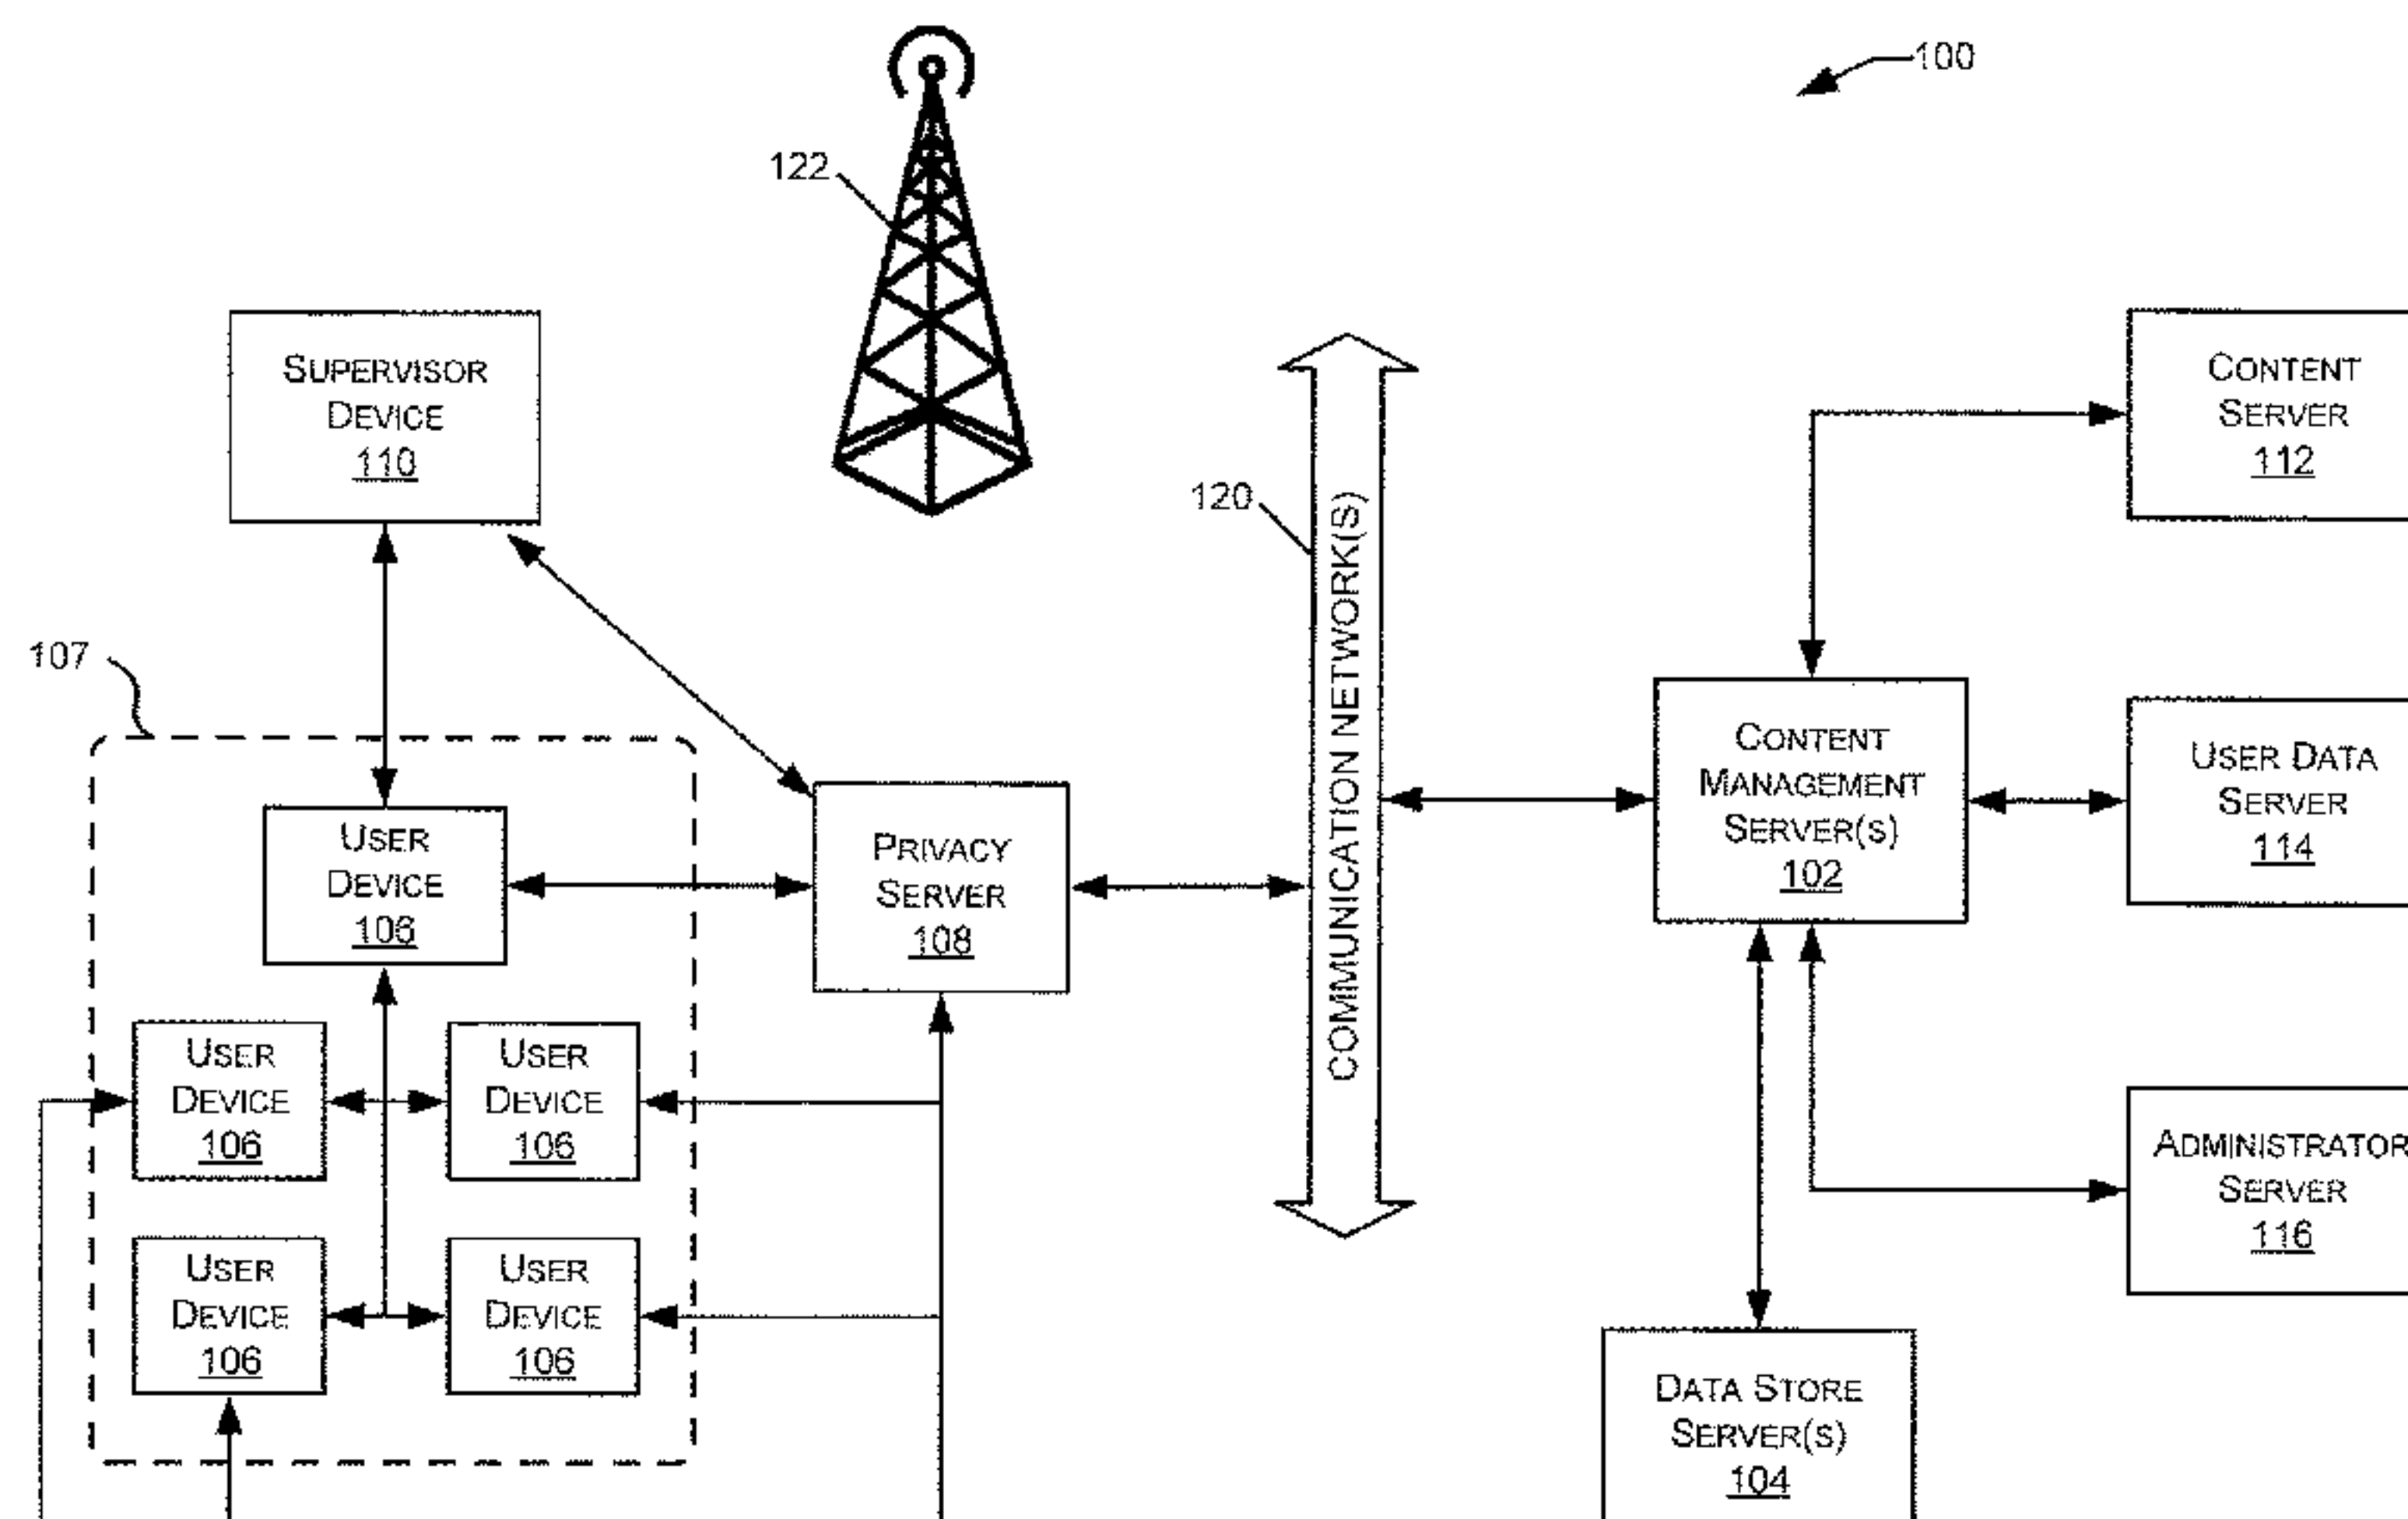 100
122
SUPERVISOR
DEVICE
110
CONTENT
SERVER
112
120
COMMUNICATION NETWORK(S)
107
CONTENT
MANAGEMENT
SERVER(S)
102
USER DATA
SERVER
114
USER
DEVICE
106
PRIVACY
SERVER
108
USER
DEVICE
106
USER
DEVICE
106
ADMINISTRATOR
SERVER
116
USER
DEVICE
106
USER
DEVICE
106
DATA STORE
SERVER(S)
104